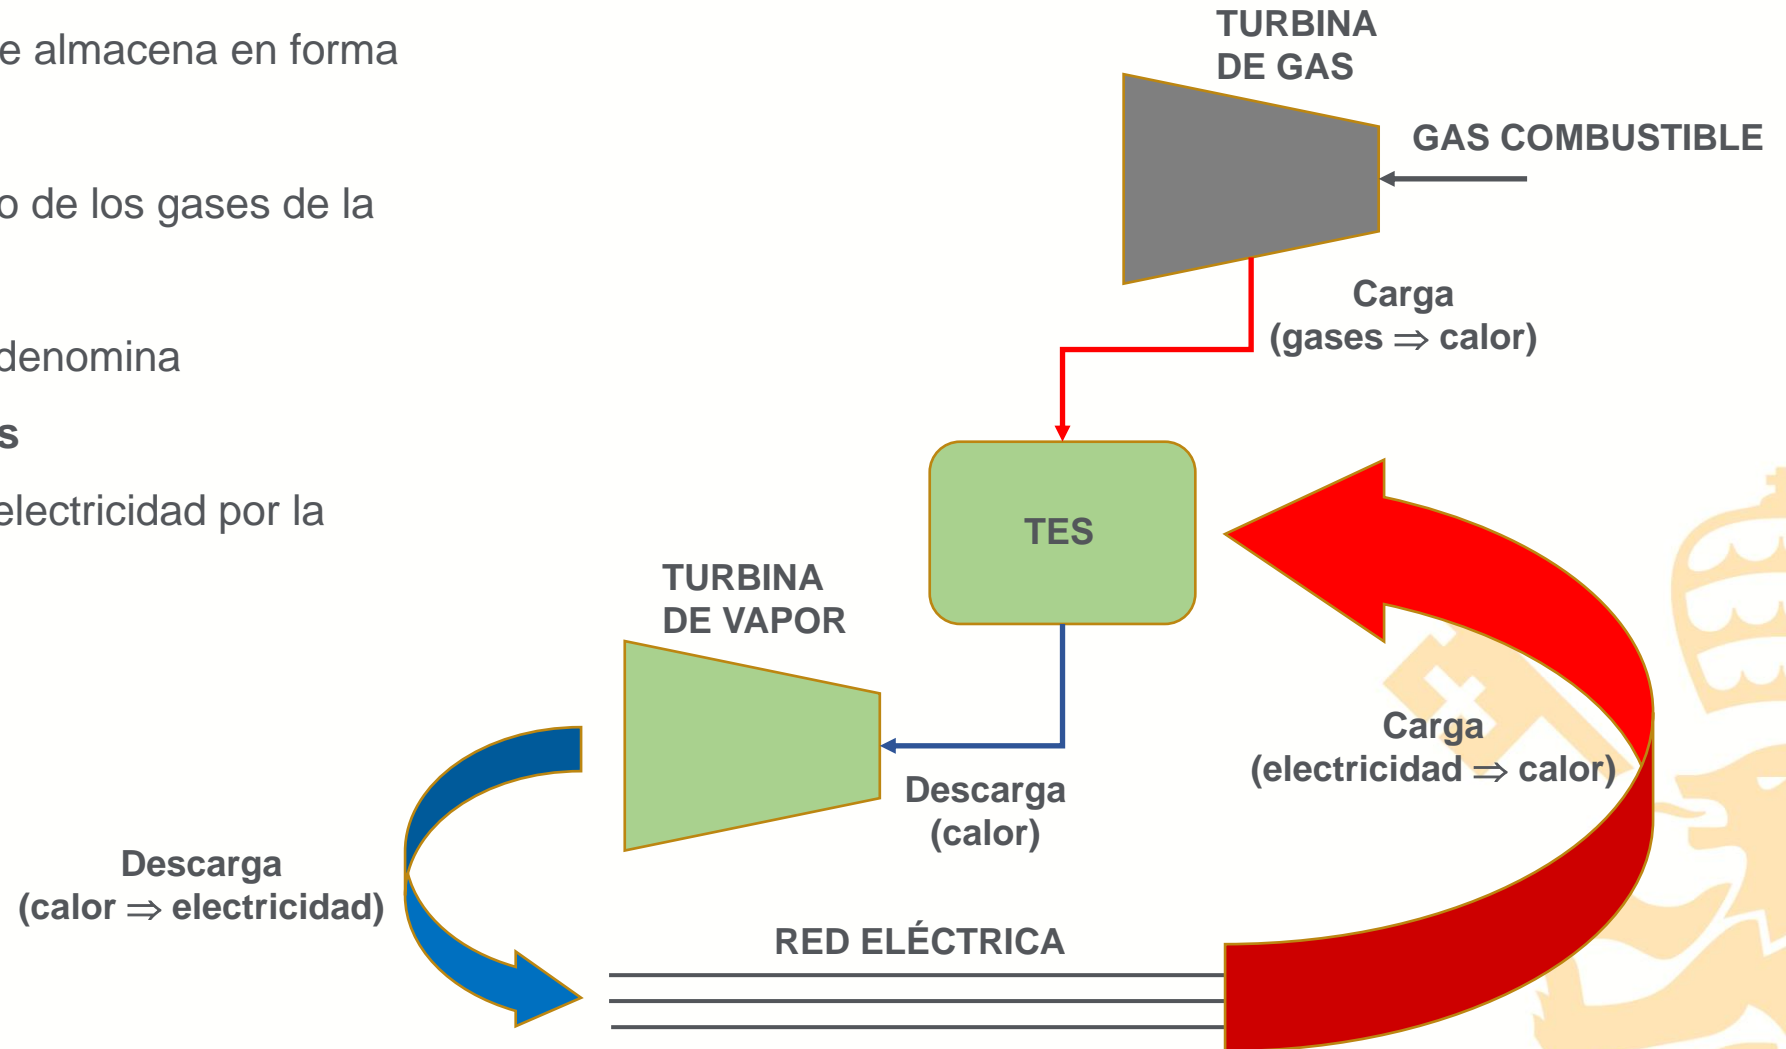 e almacena en forma
o de los gases de la
denomina
s
electricidad por la
TURBINA
DE GAS
GAS COMBUSTIBLE
Carga
(gases ⇒ calor)
TES
TURBINA
DE VAPOR
Carga
(electricidad ⇒ calor)
Descarga
(calor)
Descarga
(calor ⇒ electricidad)
RED ELÉCTRICA